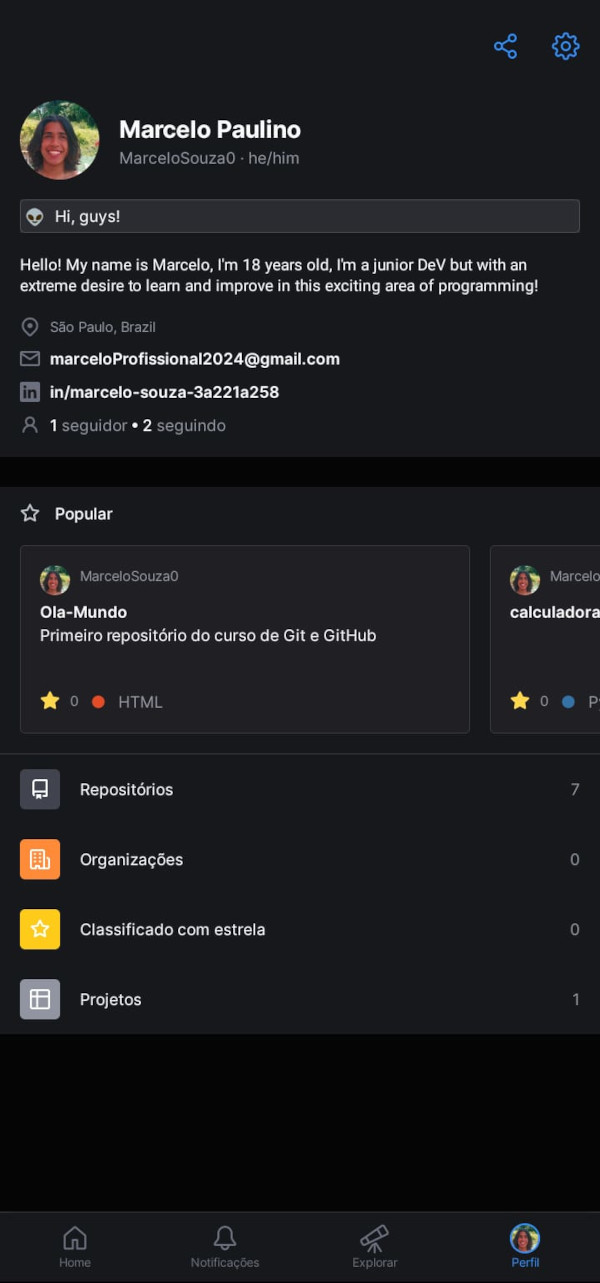 Marcelo Paulino
MarceloSouza0 · he/him
👽 Hi, guys!
Hello! My name is Marcelo, I'm 18 years old, I'm a junior DeV but with an
extreme desire to learn and improve in this exciting area of programming!
São Paulo, Brazil
marceloProfissional2024@gmail.com
in/marcelo-souza-3a221a258
1 seguidor • 2 seguindo
Popular
MarceloSouza0
Ola-Mundo
Primeiro repositório do curso de Git e GitHub
0 HTML
Marcelo
calculadora
0 P
Repositórios 7
Organizações 0
Classificado com estrela 0
Projetos 1
Home Notificações Explorar Perfil